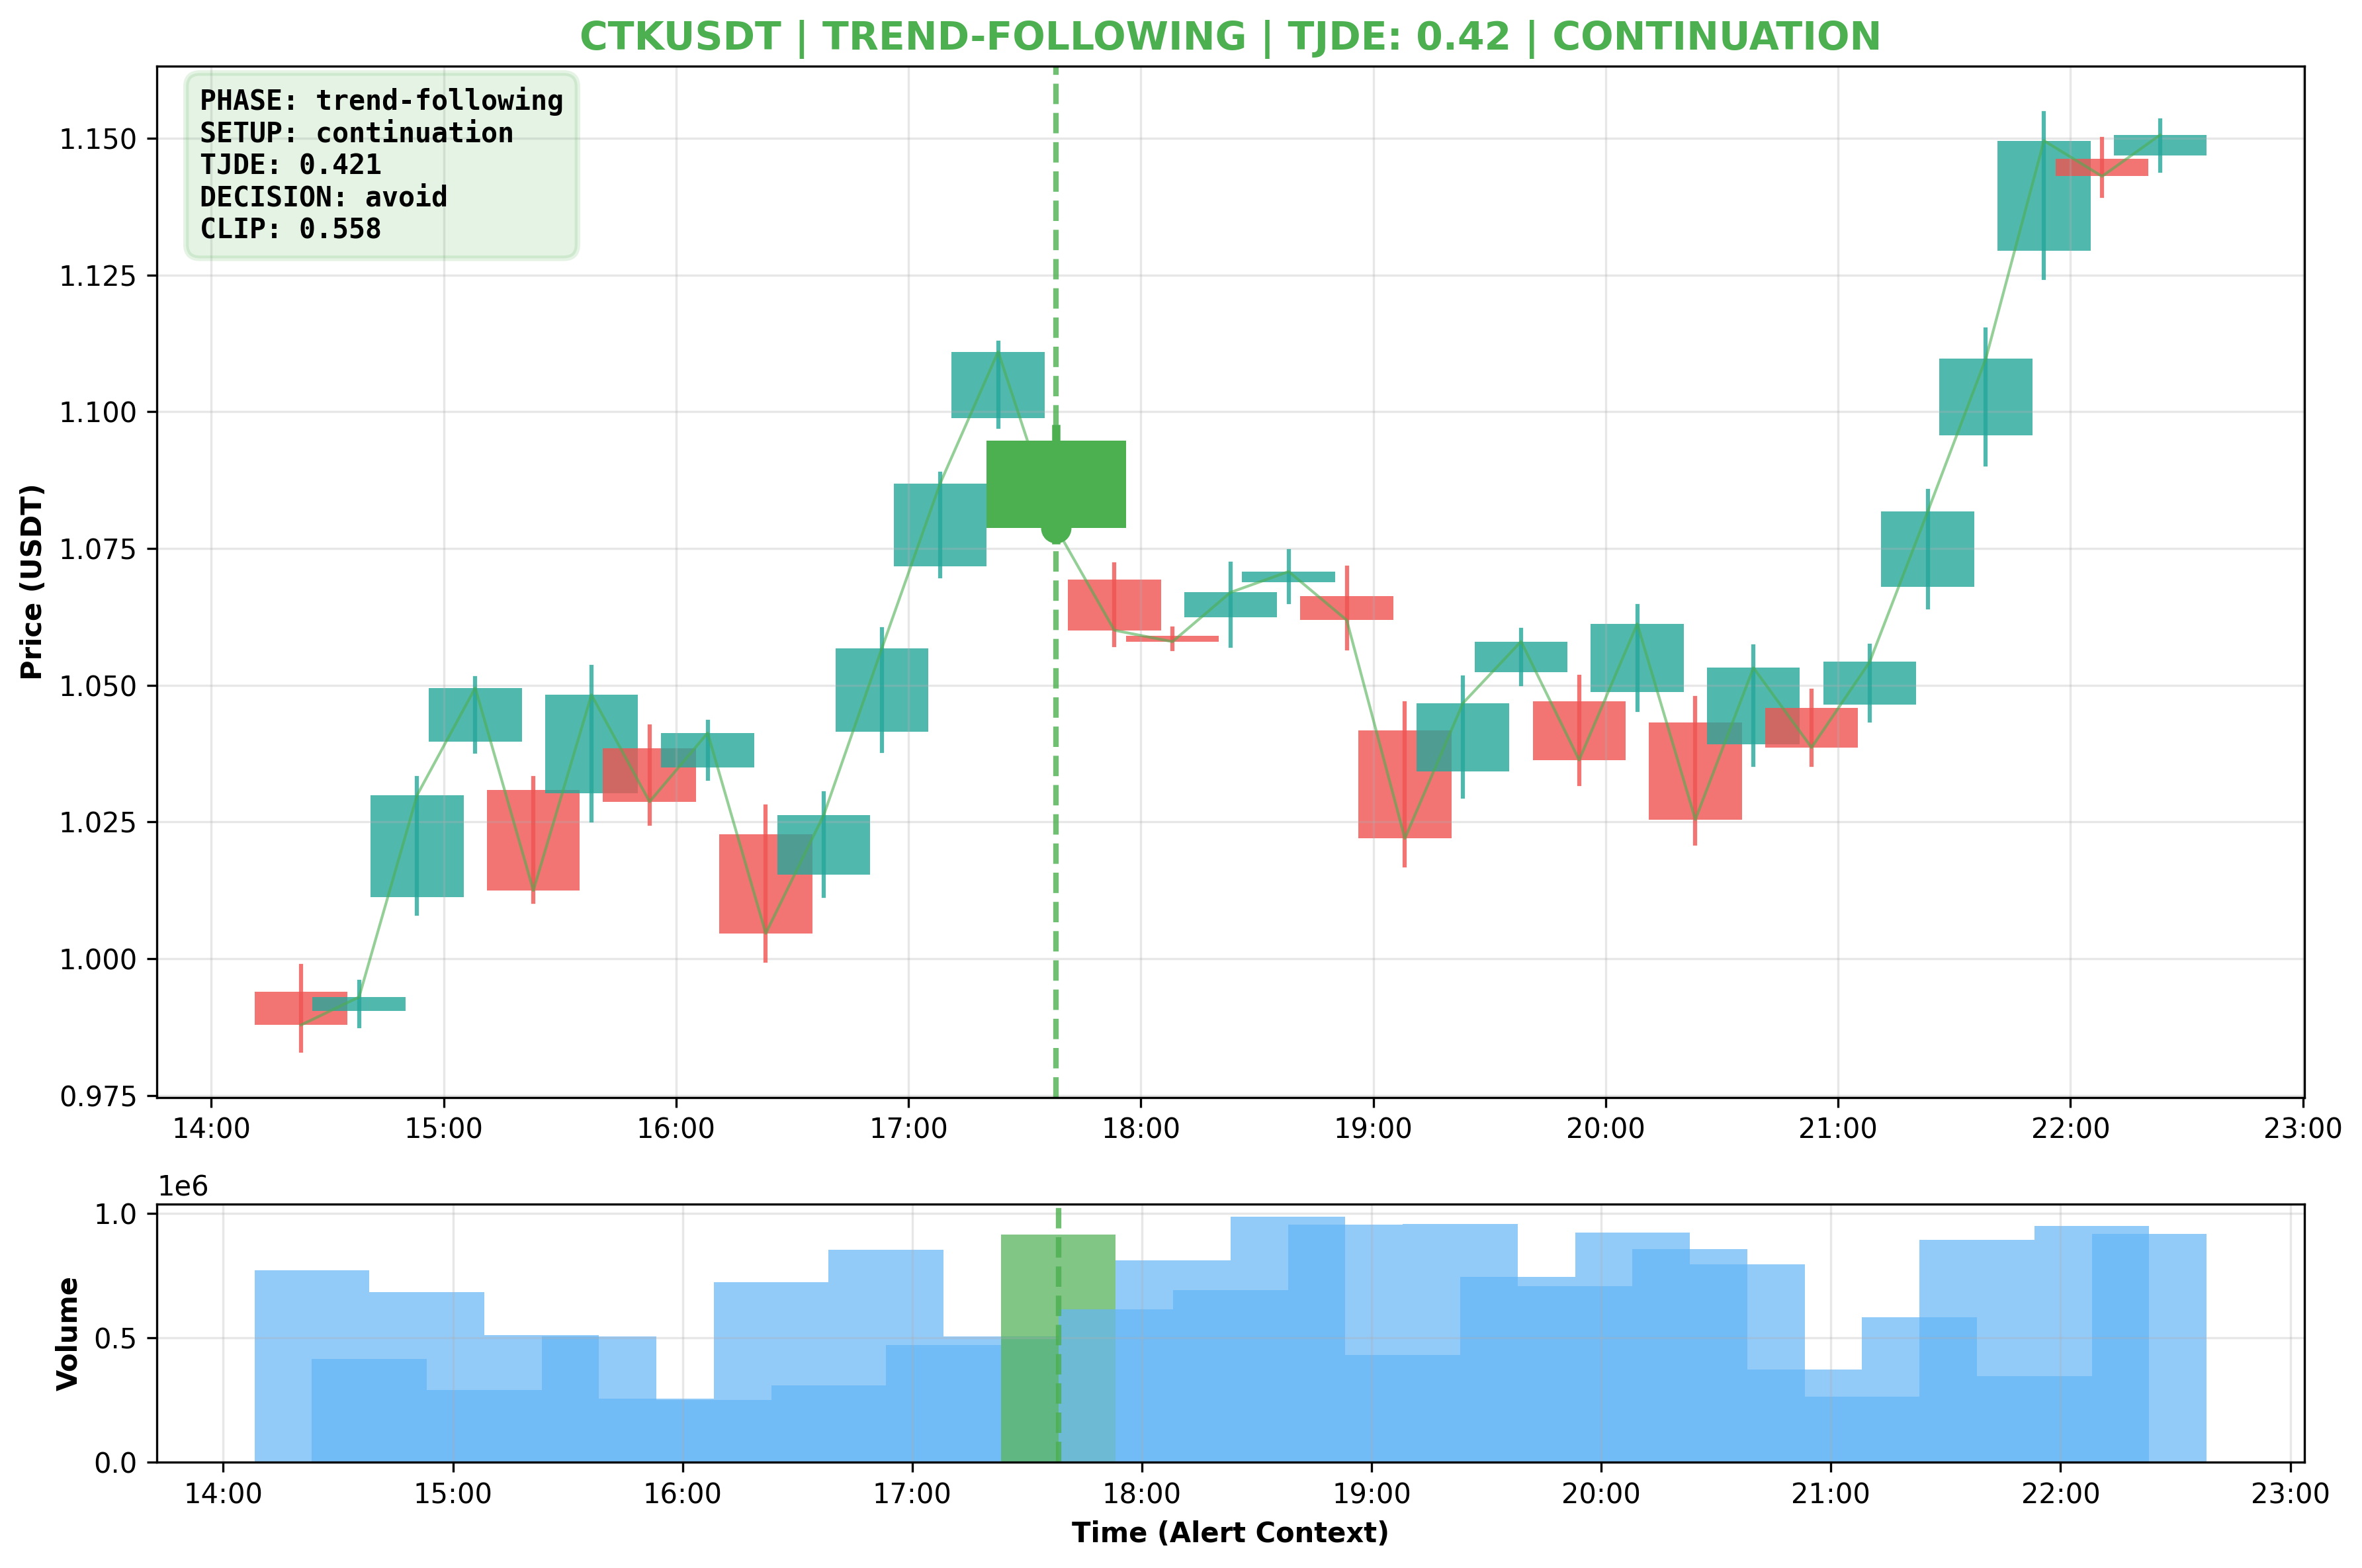 CTKUSDT | TREND-FOLLOWING | TJDE: 0.42 | CONTINUATION
PHASE: trend-following
SETUP: continuation
TJDE: 0.421
DECISION: avoid
CLIP: 0.558
Price (USDT)
1.150
1.125
1.100
1.075
1.050
1.025
1.000
0.975
14:00 15:00 16:00 17:00 18:00 19:00 20:00 21:00 22:00 23:00
1e6
Volume
1.0
0.5
0.0
14:00 15:00 16:00 17:00 18:00 19:00 20:00 21:00 22:00 23:00
Time (Alert Context)